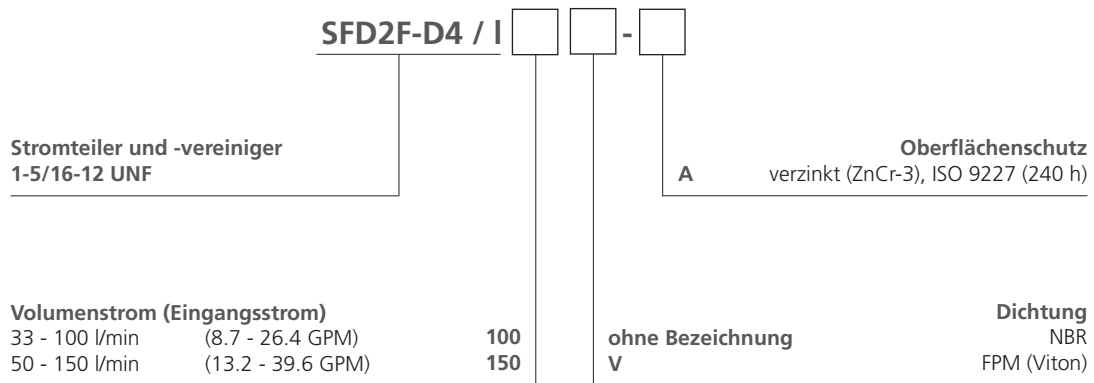 SFD2F-D4 / I -
Stromteiler und -vereiniger
1-5/16-12 UNF
Oberflächenschutz
A verzinkt (ZnCr-3), ISO 9227 (240 h)
Volumenstrom (Eingangsstrom)
33 - 100 l/min (8.7 - 26.4 GPM) 100
50 - 150 l/min (13.2 - 39.6 GPM) 150
Dichtung
ohne Bezeichnung NBR
V FPM (Viton)